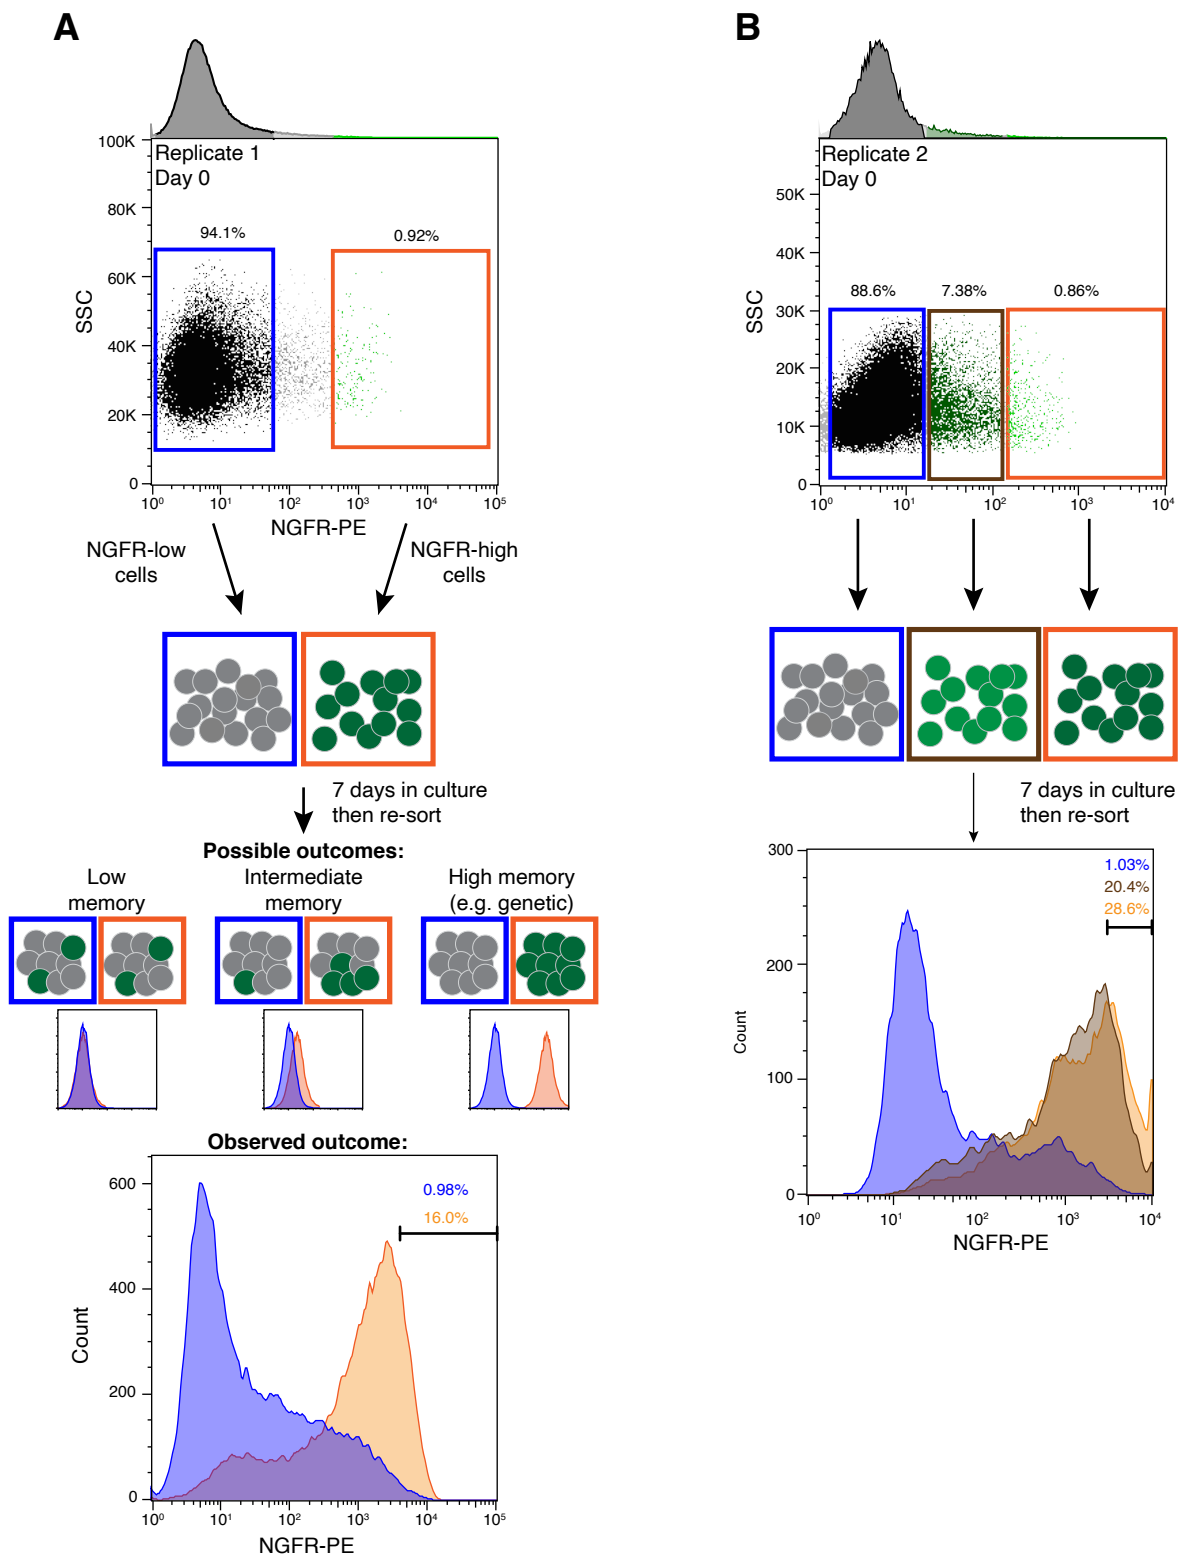 A
100K
80K
60K
40K
20K
0
SSC
Replicate 1
Day 0
94.1%
0.92%
10⁰ 10¹ 10² 10³ 10⁴ 10⁵
NGFR-PE
NGFR-low
cells
NGFR-high
cells
7 days in culture
then re-sort
Possible outcomes:
Low
memory
Intermediate
memory
High memory
(e.g. genetic)
Observed outcome:
600
400
200
0
Count
0.98%
16.0%
10⁰ 10¹ 10² 10³ 10⁴ 10⁵
NGFR-PE
B
50K
40K
30K
20K
10K
0
SSC
Replicate 2
Day 0
88.6%
7.38%
0.86%
10⁰ 10¹ 10² 10³ 10⁴
7 days in culture
then re-sort
300
200
100
0
Count
1.03%
20.4%
28.6%
10⁰ 10¹ 10² 10³ 10⁴
NGFR-PE